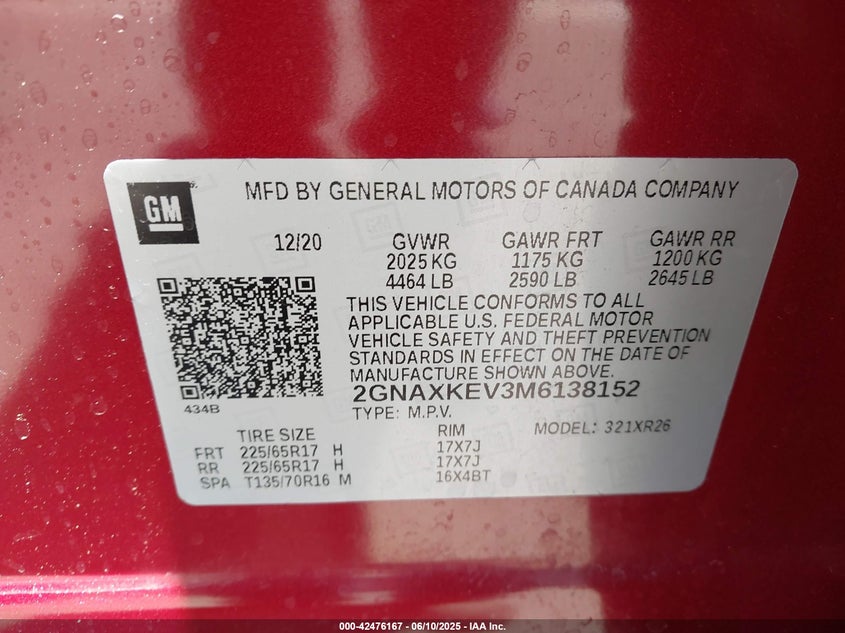 GM
MFD BY GENERAL MOTORS OF CANADA COMPANY
12/20 GVWR GAWR FRT GAWR RR
2025 KG 1175 KG 1200 KG
4464 LB 2590 LB 2645 LB
THIS VEHICLE CONFORMS TO ALL
APPLICABLE U.S. FEDERAL MOTOR
VEHICLE SAFETY AND THEFT PREVENTION
STANDARDS IN EFFECT ON THE DATE OF
MANUFACTURE SHOWN ABOVE.
434B
2GNAXKEV3M6138152
TYPE: M.P.V. MODEL: 321XR26
TIRE SIZE RIM
FRT 225/65R17 H 17X7J
RR 225/65R17 H 17X7J
SPA T135/70R16 M 16X4BT
000-42476167 — 06/10/2025 — IAA Inc.